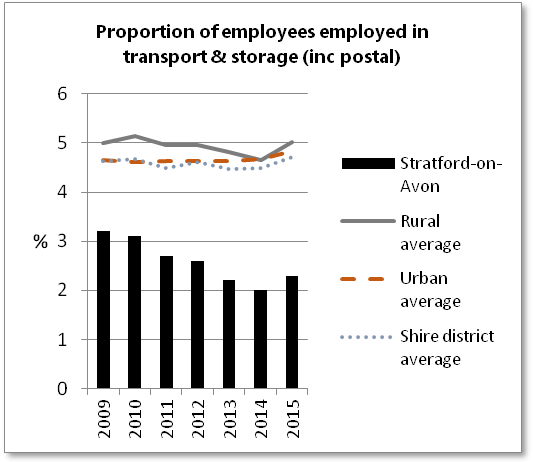 Proportion of employees employed in
transport & storage (inc postal)
6
5
4
3
2
1
0
%
2009
2010
2011
2012
2013
2014
2015
Stratford-on-
Avon
Rural
average
Urban
average
Shire district
average